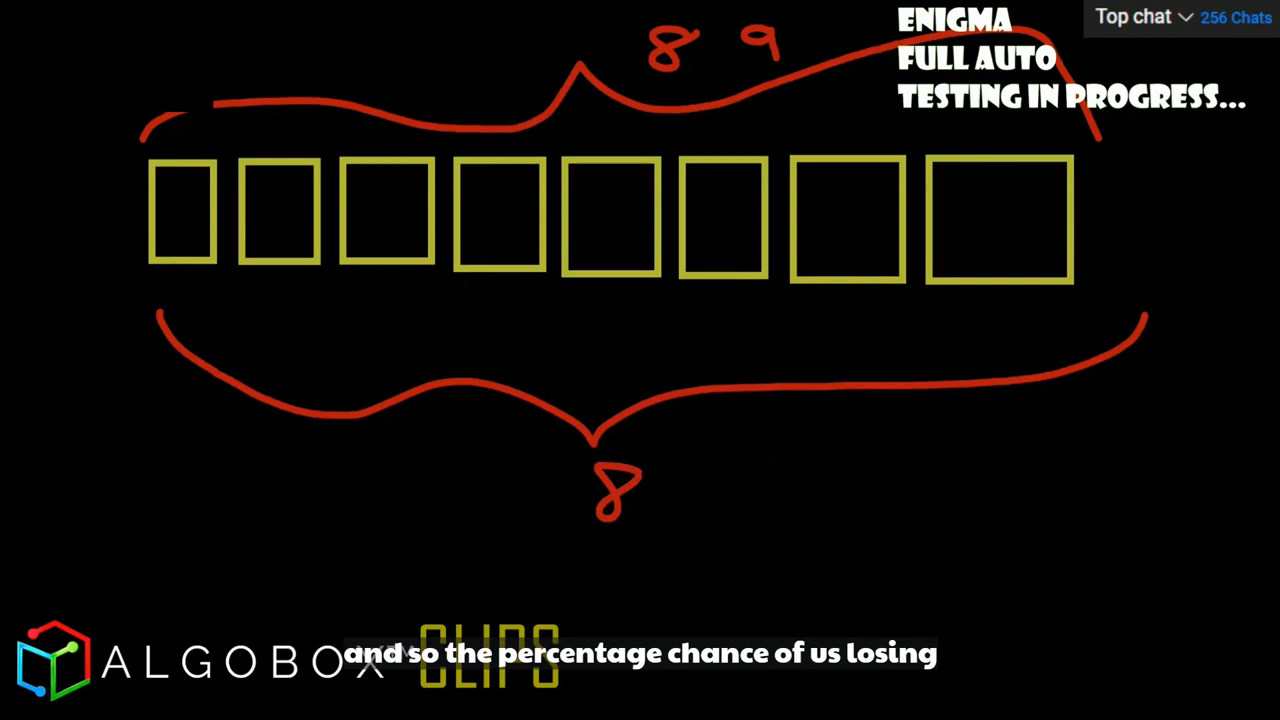 8 9
ENIGMA
FULL AUTO
TESTING IN PROGRESS...
Top chat 256 Chats
8
ALGOBOX CLIPS
and so the percentage chance of us losing